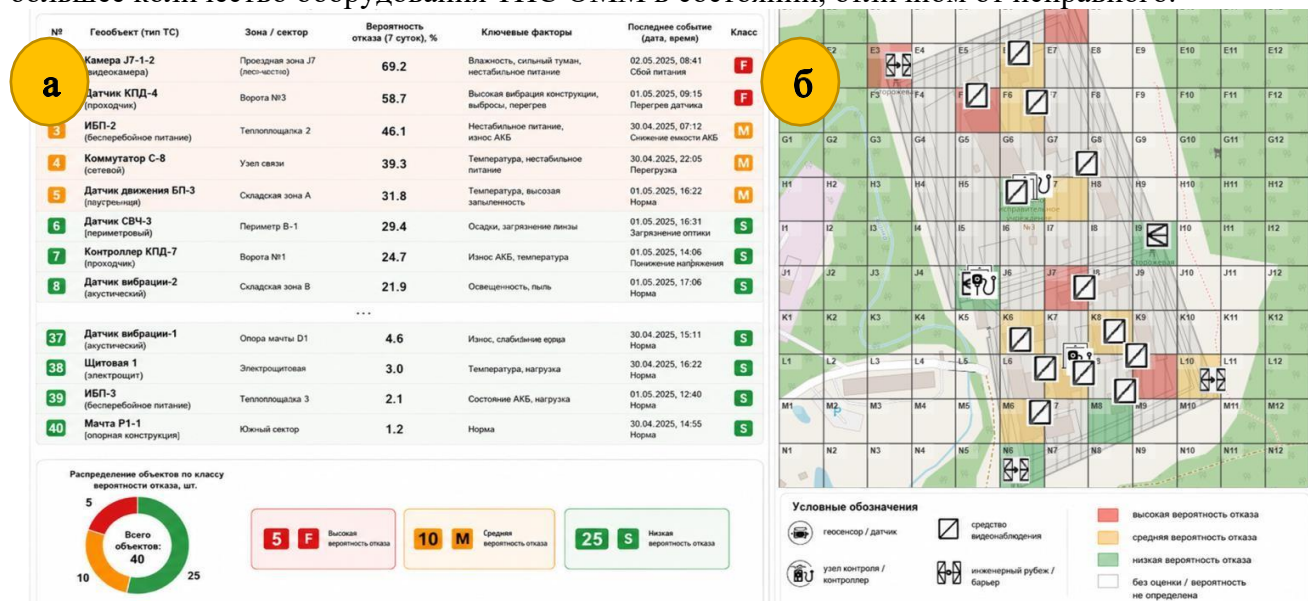 большее количество оборудования ТНС ОММ в состоянии, отличном от исправного.
а
№ Геообъект (тип ТС) Зона / сектор Вероятность отказа (7 суток), % Ключевые факторы Последнее событие (дата, время) Класс
Камера J7-1-2 Проездная зона J7 69.2 Влажность, сильный туман, 02.05.2025, 08:41 F
видеокамера) нестабильное питание Сбой питания
Датчик КПД-4 Ворота №3 58.7 Высокая вибрация конструкции, 01.05.2025, 09:15 F
(проходчик) выбросы, перегрев Перегрев датчика
3 ИБП-2 Теплоплощадка 2 46.1 Нестабильное питание, 30.04.2025, 07:12 M
(бесперебойное питание) износ АКБ Снижение емкости АКБ
4 Коммутатор С-8 Узел связи 39.3 Температура, нестабильное 30.04.2025, 22:05 M
(сетевой) питание Перегрузка
5 Датчик движения БП-3 Складская зона А 31.8 Температура, высокая 01.05.2025, 16:22 M
запыленность Норма
6 Датчик СВЧ-3 Периметр В-1 29.4 Осадки, загрязнение линзы 01.05.2025, 16:31 S
[периметровый) Загрязнение оптики
7 Контроллер КПД-7 Ворота №1 24.7 Износ АКБ, температура 01.05.2025, 14:06 S
(проходчик) Понижение напряжения
8 Датчик вибрации-2 Складская зона В 21.9 Освещенность, пыль 01.05.2025, 17:06 S
(акустический) Норма
...
37 Датчик вибрации-1 Опора мачты D1 4.6 Износ, 30.04.2025, 15:11 S
(акустический) Норма
38 Щитовая 1 Электрощитовая 3.0 Температура, нагрузка 30.04.2025, 16:22 S
(электрощит) Норма
39 ИБП-3 Теплоплощадка 3 2.1 Состояние АКБ, нагрузка 01.05.2025, 12:40 S
(бесперебойное питание) Норма
40 Мачта Р1-1 Южный сектор 1.2 Норма 30.04.2025, 14:55 S
[опорная конструкция] Норма
Распределение объектов по классу
вероятности отказа, шт.
5
Всего
объектов:
40
10
25
5 F Высокая вероятность отказа
10 M Средняя вероятность отказа
25 S Низкая вероятность отказа
б
E2 E3 E4 E5 E7 E8 E9 E10 E11 E12
Сторожевая
F3 F4 F6 F8 F9 F10 F11 F12
G1 G2 G3 G4 G5 G6 G7 G8 G9 G10 G11 G12
H1 H2 H3 H4 H5 7 H8 H9 H10 H11 H12
исправительное
учреждение
№3
I1 I2 I3 I4 I5 I6 I7 I8 I9 I10 I11 I12
Сторожевая
J1 J2 J3 J4 J6 J7 J9 J10 J11 J12
K1 K2 K3 K4 K5 K6 K7 K8 K9 K10 K11 K12
L1 L2 L3 L4 L5 L6 L10 L11 L12
M1 M2 M3 M4 M5 M6 7 M8 M9 M10 M11 M12
P
N1 N2 N3 N4 N5 N6 N7 N8 N9 N10 N11 N12
Условные обозначения
геосенсор / датчик
узел контроля /
контроллер
средство
видеонаблюдения
инженерный рубеж /
барьер
высокая вероятность отказа
средняя вероятность отказа
низкая вероятность отказа
без оценки / вероятность
не определена